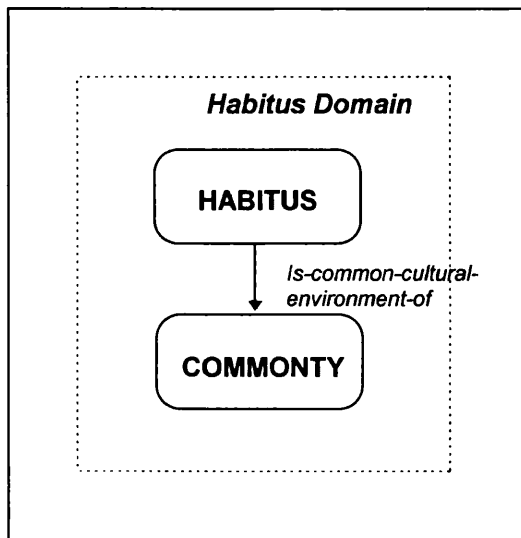 Habitus Domain
HABITUS
Is-common-cultural-
environment-of
COMMONTY